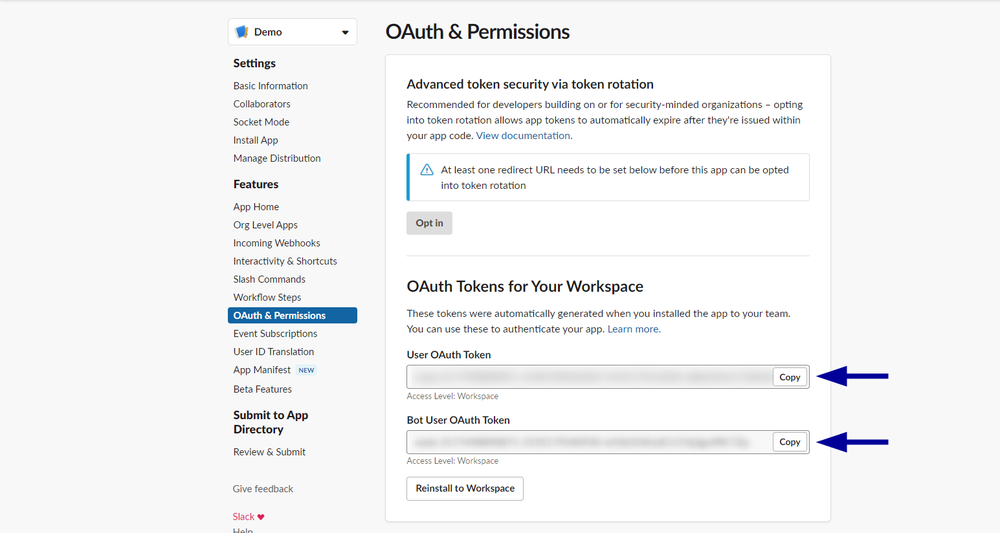 Demo
OAuth & Permissions
Settings
Basic Information
Collaborators
Socket Mode
Install App
Manage Distribution
Features
App Home
Org Level Apps
Incoming Webhooks
Interactivity & Shortcuts
Slash Commands
Workflow Steps
OAuth & Permissions
Event Subscriptions
User ID Translation
App Manifest NEW
Beta Features
Submit to App
Directory
Review & Submit
Give feedback
Slack
Help
Advanced token security via token rotation
Recommended for developers building on or for security-minded organizations – opting
into token rotation allows app tokens to automatically expire after they're issued within
your app code. View documentation.
At least one redirect URL needs to be set below before this app can be opted
into token rotation
Opt in
OAuth Tokens for Your Workspace
These tokens were automatically generated when you installed the app to your team.
You can use these to authenticate your app. Learn more.
User OAuth Token
Copy
Access Level: Workspace
Bot User OAuth Token
Copy
Access Level: Workspace
Reinstall to Workspace